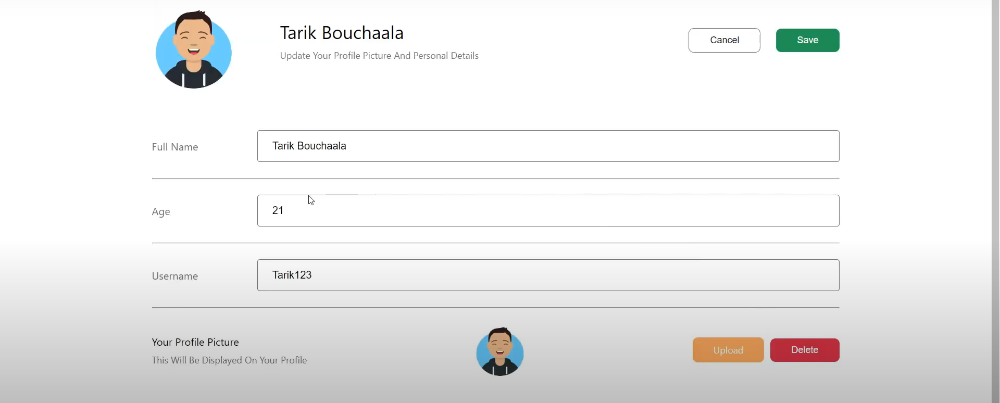 Tarik Bouchaala
Update Your Profile Picture And Personal Details
Cancel
Save
Full Name
Tarik Bouchaala
Age
21
Username
Tarik123
Your Profile Picture
This Will Be Displayed On Your Profile
Upload
Delete